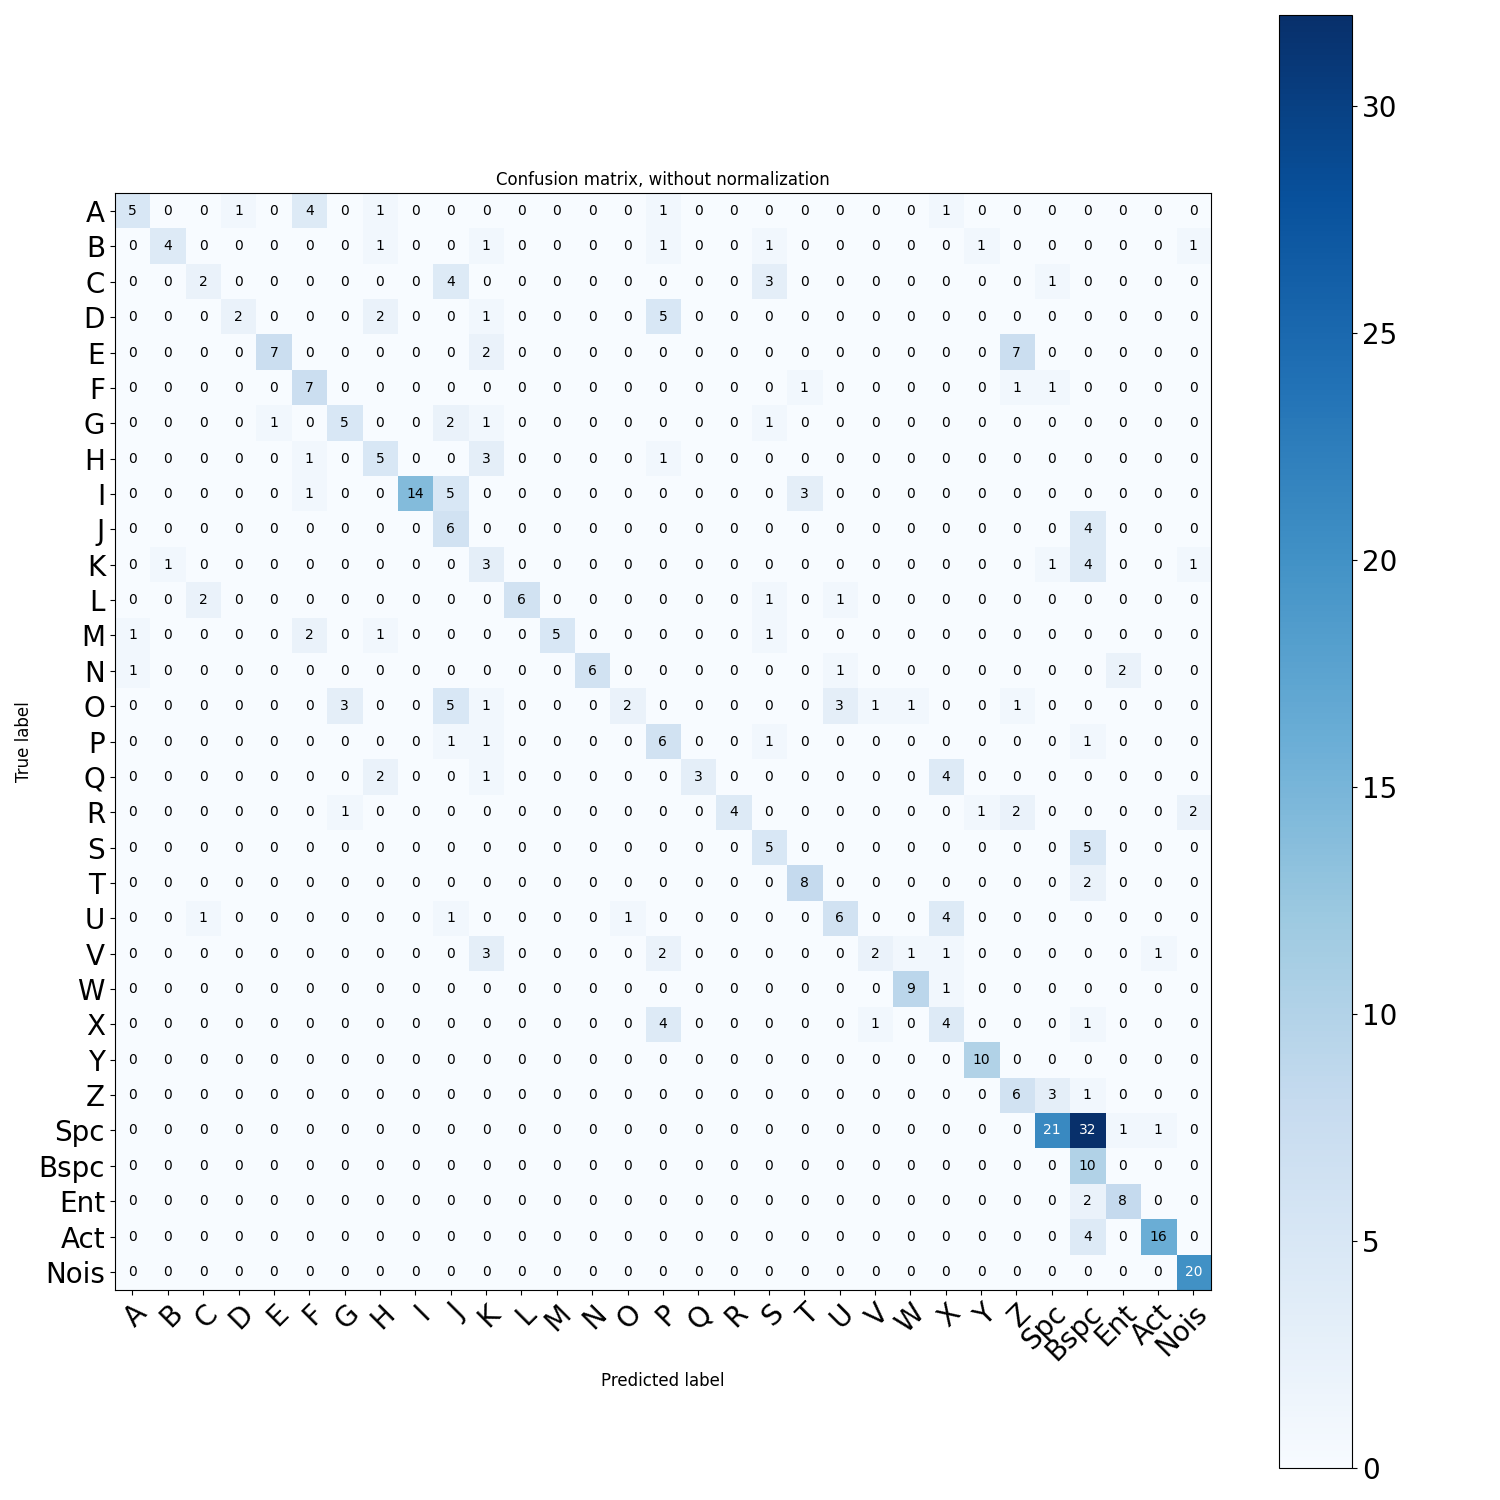 Confusion matrix, without normalization
A 5 0 0 1 0 4 0 1 0 0 0 0 0 0 0 1 0 0 0 0 0 0 0 1 0 0 0 0 0 0 0
B 0 4 0 0 0 0 0 1 0 0 1 0 0 0 0 1 0 0 1 0 0 0 0 0 1 0 0 0 0 0 1
C 0 0 2 0 0 0 0 0 0 4 0 0 0 0 0 0 0 0 3 0 0 0 0 0 0 0 1 0 0 0 0
D 0 0 0 2 0 0 0 2 0 0 1 0 0 0 0 5 0 0 0 0 0 0 0 0 0 0 0 0 0 0 0
E 0 0 0 0 7 0 0 0 0 0 2 0 0 0 0 0 0 0 0 0 0 0 0 0 0 7 0 0 0 0 0
F 0 0 0 0 0 7 0 0 0 0 0 0 0 0 0 0 0 0 0 1 0 0 0 0 0 1 1 0 0 0 0
G 0 0 0 0 1 0 5 0 0 2 1 0 0 0 0 0 0 0 1 0 0 0 0 0 0 0 0 0 0 0 0
H 0 0 0 0 0 1 0 5 0 0 3 0 0 0 0 1 0 0 0 0 0 0 0 0 0 0 0 0 0 0 0
I 0 0 0 0 0 1 0 0 14 5 0 0 0 0 0 0 0 0 0 3 0 0 0 0 0 0 0 0 0 0 0
J 0 0 0 0 0 0 0 0 0 6 0 0 0 0 0 0 0 0 0 0 0 0 0 0 0 0 0 4 0 0 0
K 0 1 0 0 0 0 0 0 0 0 3 0 0 0 0 0 0 0 0 0 0 0 0 0 0 0 1 4 0 0 1
L 0 0 2 0 0 0 0 0 0 0 0 6 0 0 0 0 0 0 1 0 1 0 0 0 0 0 0 0 0 0 0
M 1 0 0 0 0 2 0 1 0 0 0 0 5 0 0 0 0 0 1 0 0 0 0 0 0 0 0 0 0 0 0
N 1 0 0 0 0 0 0 0 0 0 0 0 0 6 0 0 0 0 0 0 1 0 0 0 0 0 0 0 2 0 0
O 0 0 0 0 0 0 3 0 0 5 1 0 0 0 2 0 0 0 0 0 3 1 1 0 0 1 0 0 0 0 0
P 0 0 0 0 0 0 0 0 0 1 1 0 0 0 0 6 0 0 1 0 0 0 0 0 0 0 0 1 0 0 0
Q 0 0 0 0 0 0 0 2 0 0 1 0 0 0 0 0 3 0 0 0 0 0 0 4 0 0 0 0 0 0 0
R 0 0 0 0 0 0 1 0 0 0 0 0 0 0 0 0 0 4 0 0 0 0 0 0 1 2 0 0 0 0 2
S 0 0 0 0 0 0 0 0 0 0 0 0 0 0 0 0 0 0 5 0 0 0 0 0 0 0 0 5 0 0 0
T 0 0 0 0 0 0 0 0 0 0 0 0 0 0 0 0 0 0 0 8 0 0 0 0 0 0 0 2 0 0 0
U 0 0 1 0 0 0 0 0 0 1 0 0 0 0 1 0 0 0 0 0 6 0 0 4 0 0 0 0 0 0 0
V 0 0 0 0 0 0 0 0 0 0 3 0 0 0 0 2 0 0 0 0 0 2 1 1 0 0 0 0 0 1 0
W 0 0 0 0 0 0 0 0 0 0 0 0 0 0 0 0 0 0 0 0 0 0 9 1 0 0 0 0 0 0 0
X 0 0 0 0 0 0 0 0 0 0 0 0 0 0 0 4 0 0 0 0 0 1 0 4 0 0 0 1 0 0 0
Y 0 0 0 0 0 0 0 0 0 0 0 0 0 0 0 0 0 0 0 0 0 0 0 0 10 0 0 0 0 0 0
Z 0 0 0 0 0 0 0 0 0 0 0 0 0 0 0 0 0 0 0 0 0 0 0 0 0 6 3 1 0 0 0
Spc 0 0 0 0 0 0 0 0 0 0 0 0 0 0 0 0 0 0 0 0 0 0 0 0 0 0 21 32 1 1 0
Bspc 0 0 0 0 0 0 0 0 0 0 0 0 0 0 0 0 0 0 0 0 0 0 0 0 0 0 0 10 0 0 0
Ent 0 0 0 0 0 0 0 0 0 0 0 0 0 0 0 0 0 0 0 0 0 0 0 0 0 0 0 2 8 0 0
Act 0 0 0 0 0 0 0 0 0 0 0 0 0 0 0 0 0 0 0 0 0 0 0 0 0 0 0 4 0 16 0
Nois 0 0 0 0 0 0 0 0 0 0 0 0 0 0 0 0 0 0 0 0 0 0 0 0 0 0 0 0 0 0 20
A B C D E F G H I J K L M N O P Q R S T U V W X Y Z Spc Bspc Ent Act Nois
Predicted label
True label
30
25
20
15
10
5
0